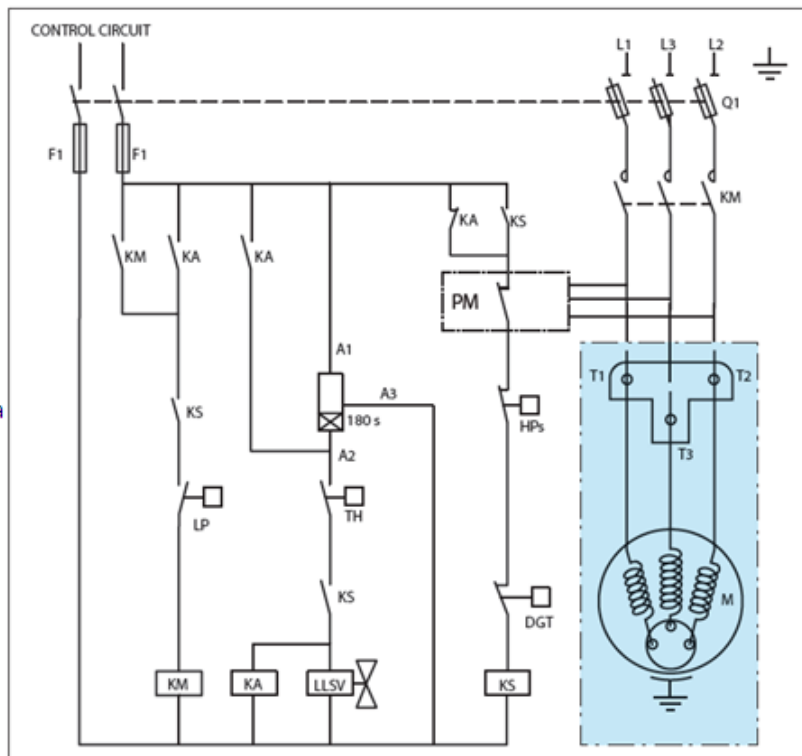 CONTROL CIRCUIT
L1 L3 L2
Q1
F1 F1
KM
KA KS
KM KA KA
PM
A1
T1 T2
A3
KS
180 s
HPs
A2
T3
LP
TH
KS
DGT
M
KM KA LLSV KS